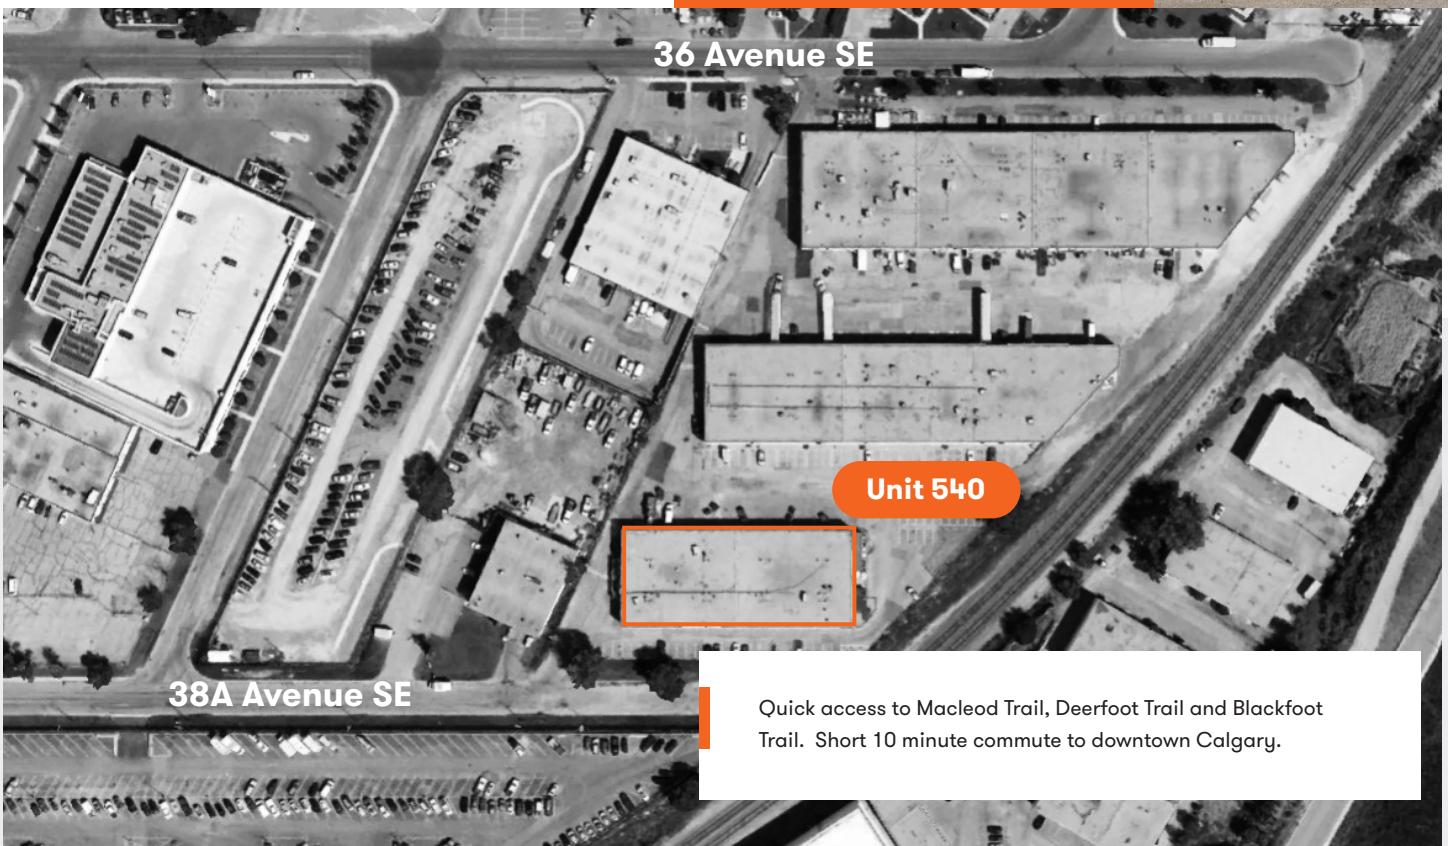 36 Avenue SE
Unit 540
38A Avenue SE
Quick access to Macleod Trail, Deerfoot Trail and Blackfoot
Trail.  Short 10 minute commute to downtown Calgary.